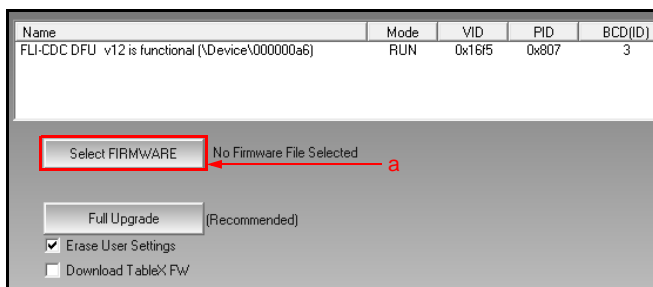 Name Mode VID PID BCD(ID)
FLI-CDC DFU v12 is functional (\Device\000000a6) RUN 0x16f5 0x807 3
Select FIRMWARE No Firmware File Selected
a
Full Upgrade (Recommended)
Erase User Settings
Download TableX FW